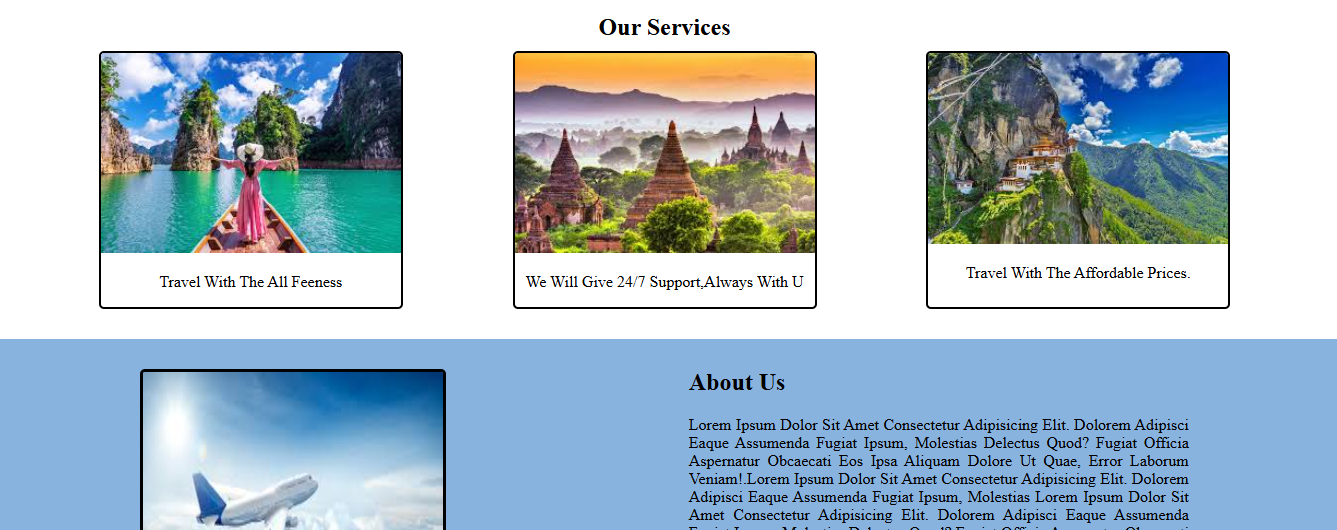 Our Services
Travel With The All Feeness
We Will Give 24/7 Support,Always With U
Travel With The Affordable Prices.
About Us
Lorem Ipsum Dolor Sit Amet Consectetur Adipisicing Elit. Dolorem Adipisci
Eaque Assumenda Fugiat Ipsum, Molestias Delectus Quod? Fugiat Officia
Aspernatur Obcaecati Eos Ipsa Aliquam Dolore Ut Quae, Error Laborum
Veniam!.Lorem Ipsum Dolor Sit Amet Consectetur Adipisicing Elit. Dolorem
Adipisci Eaque Assumenda Fugiat Ipsum, Molestias Lorem Ipsum Dolor Sit
Amet Consectetur Adipisicing Elit. Dolorem Adipisci Eaque Assumenda